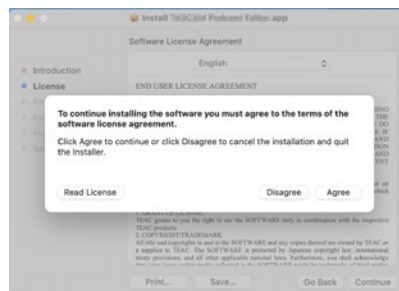 Install TASCAM Podcast Editor.app
Software License Agreement
English
Introduction
License
END USER LICENSE AGREEMENT
To continue installing the software you must agree to the terms of the
software license agreement.
Click Agree to continue or click Disagree to cancel the installation and quit
the Installer.
Read License
Disagree
Agree
TEAC grants to you the right to use the SOFTWARE only in combination with the respective
TEAC products.
2. COPYRIGHT/TRADEMARK.
All title and copyrights in and to the SOFTWARE and any copies thereof are owned by TEAC or
a supplier to TEAC. The SOFTWARE is protected by Japanese copyright law, international
treaty provisions, and all other applicable national laws. Furthermore, you shall acknowledge
Print...
Save...
Go Back
Continue